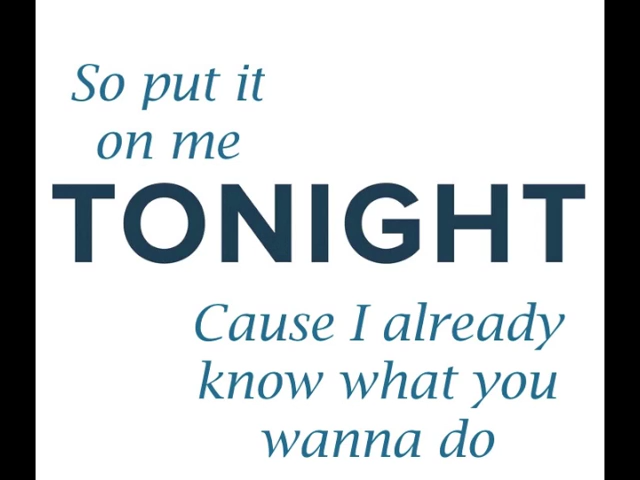 So put it
on me
TONIGHT
Cause I already
know what you
wanna do